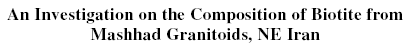 An Investigation on the Composition of Biotite from
Mashhad Granitoids, NE Iran